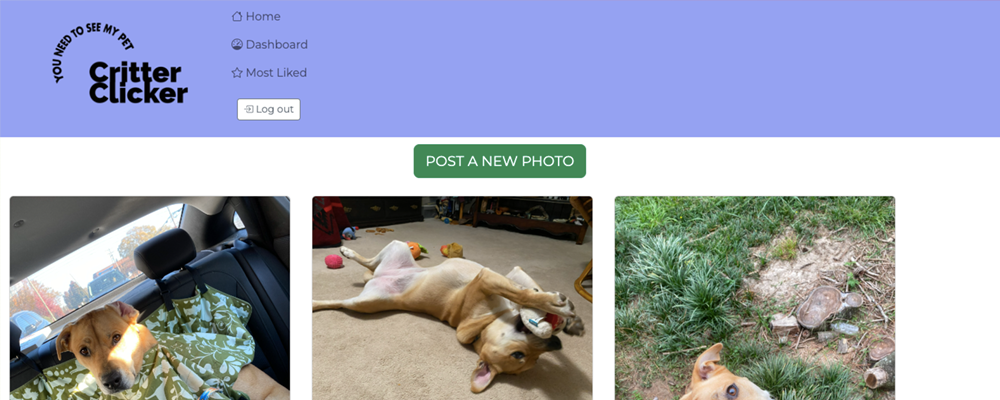 YOU NEED TO SEE MY PET
Critter
Clicker
Home
Dashboard
Most Liked
Log out
POST A NEW PHOTO